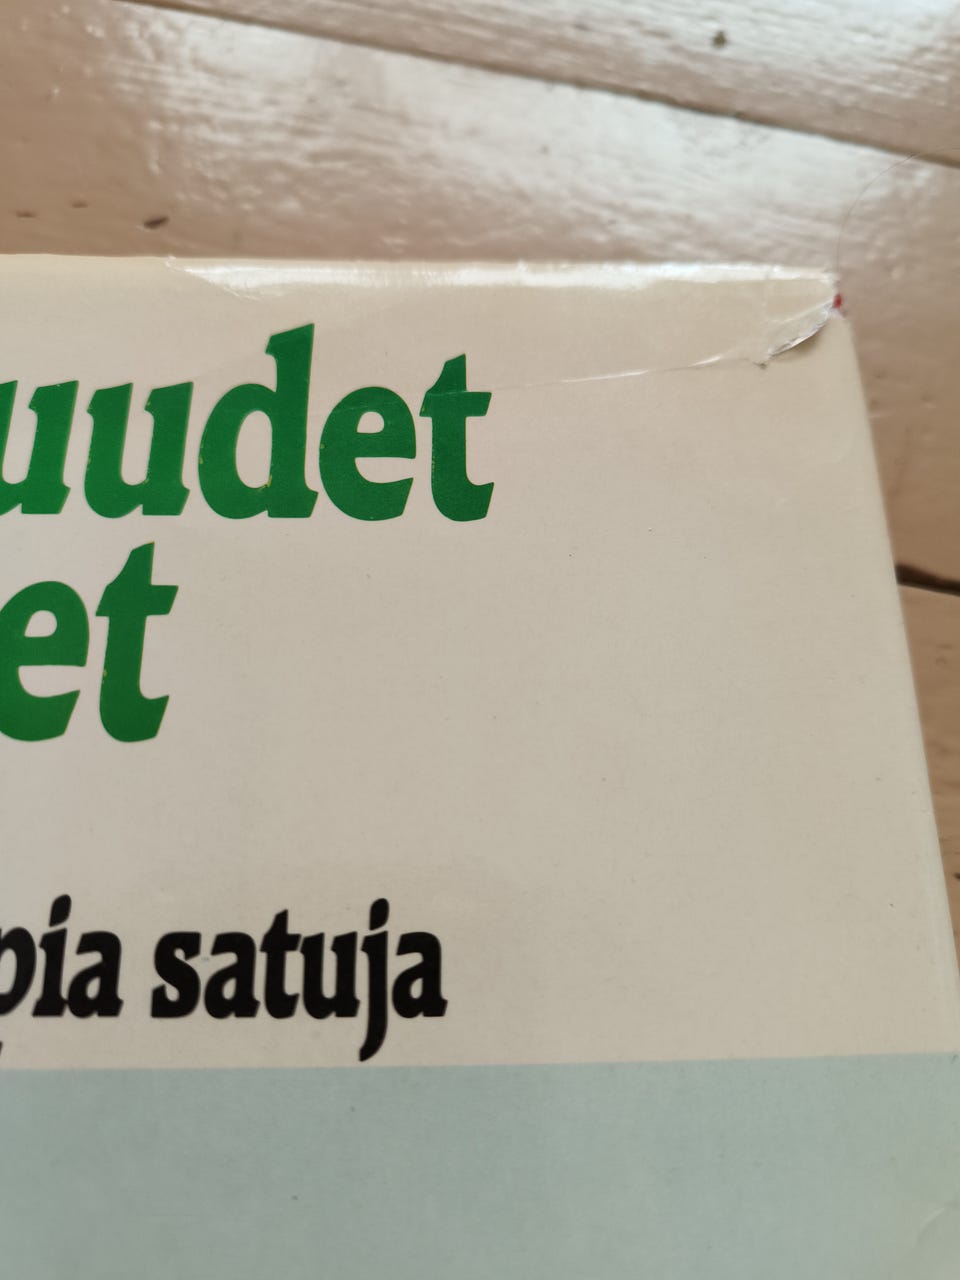 uudet
et
pia satuja